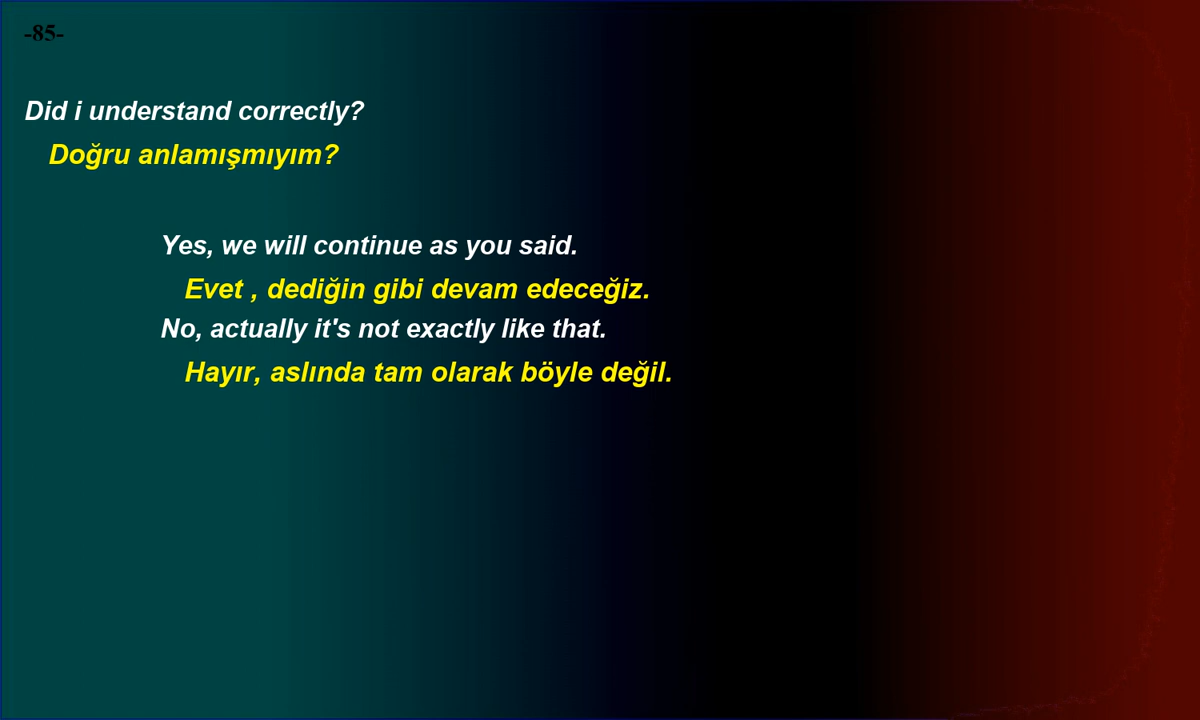 -85-
Did i understand correctly?
Doğru anlamışmıyım?
Yes, we will continue as you said.
Evet , dediğin gibi devam edeceğiz.
No, actually it's not exactly like that.
Hayır, aslında tam olarak böyle değil.